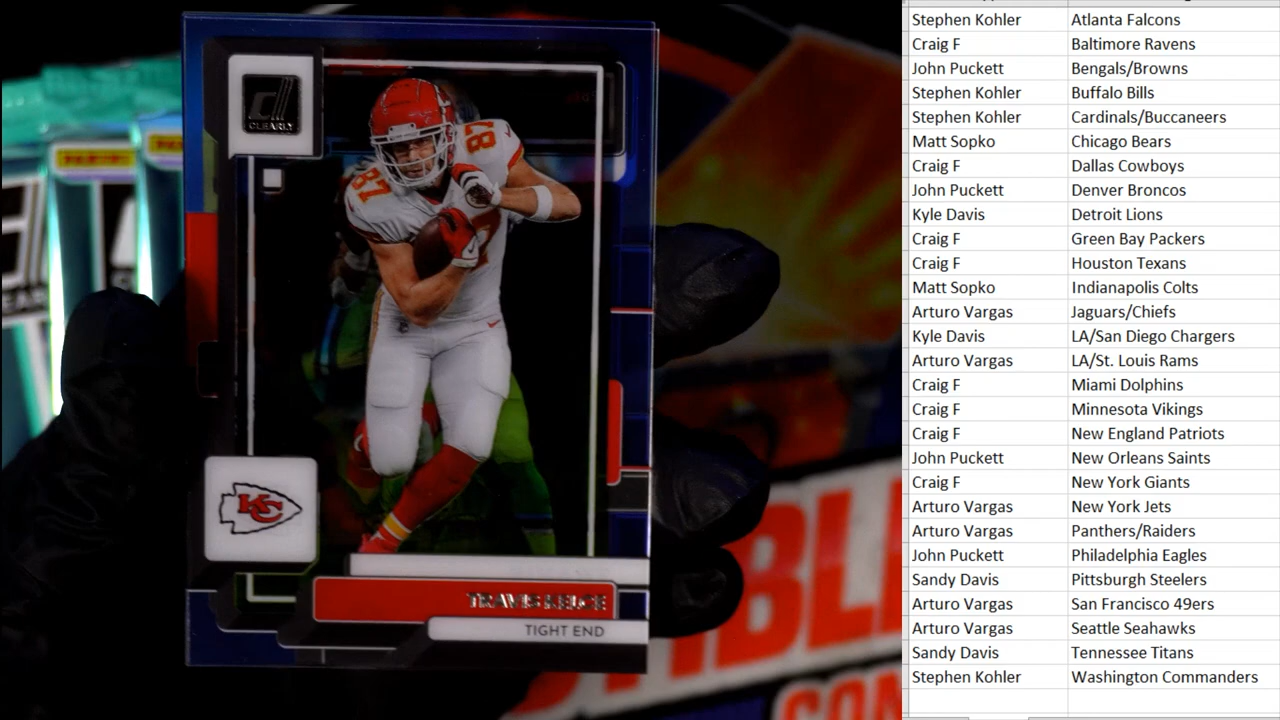 PANINI
CLEARLY
87
87
KC
TRAVIS KELCE
TIGHT END
Stephen Kohler Atlanta Falcons
Craig F Baltimore Ravens
John Puckett Bengals/Browns
Stephen Kohler Buffalo Bills
Stephen Kohler Cardinals/Buccaneers
Matt Sopko Chicago Bears
Craig F Dallas Cowboys
John Puckett Denver Broncos
Kyle Davis Detroit Lions
Craig F Green Bay Packers
Craig F Houston Texans
Matt Sopko Indianapolis Colts
Arturo Vargas Jaguars/Chiefs
Kyle Davis LA/San Diego Chargers
Arturo Vargas LA/St. Louis Rams
Craig F Miami Dolphins
Craig F Minnesota Vikings
Craig F New England Patriots
John Puckett New Orleans Saints
Craig F New York Giants
Arturo Vargas New York Jets
Arturo Vargas Panthers/Raiders
John Puckett Philadelphia Eagles
Sandy Davis Pittsburgh Steelers
Arturo Vargas San Francisco 49ers
Arturo Vargas Seattle Seahawks
Sandy Davis Tennessee Titans
Stephen Kohler Washington Commanders